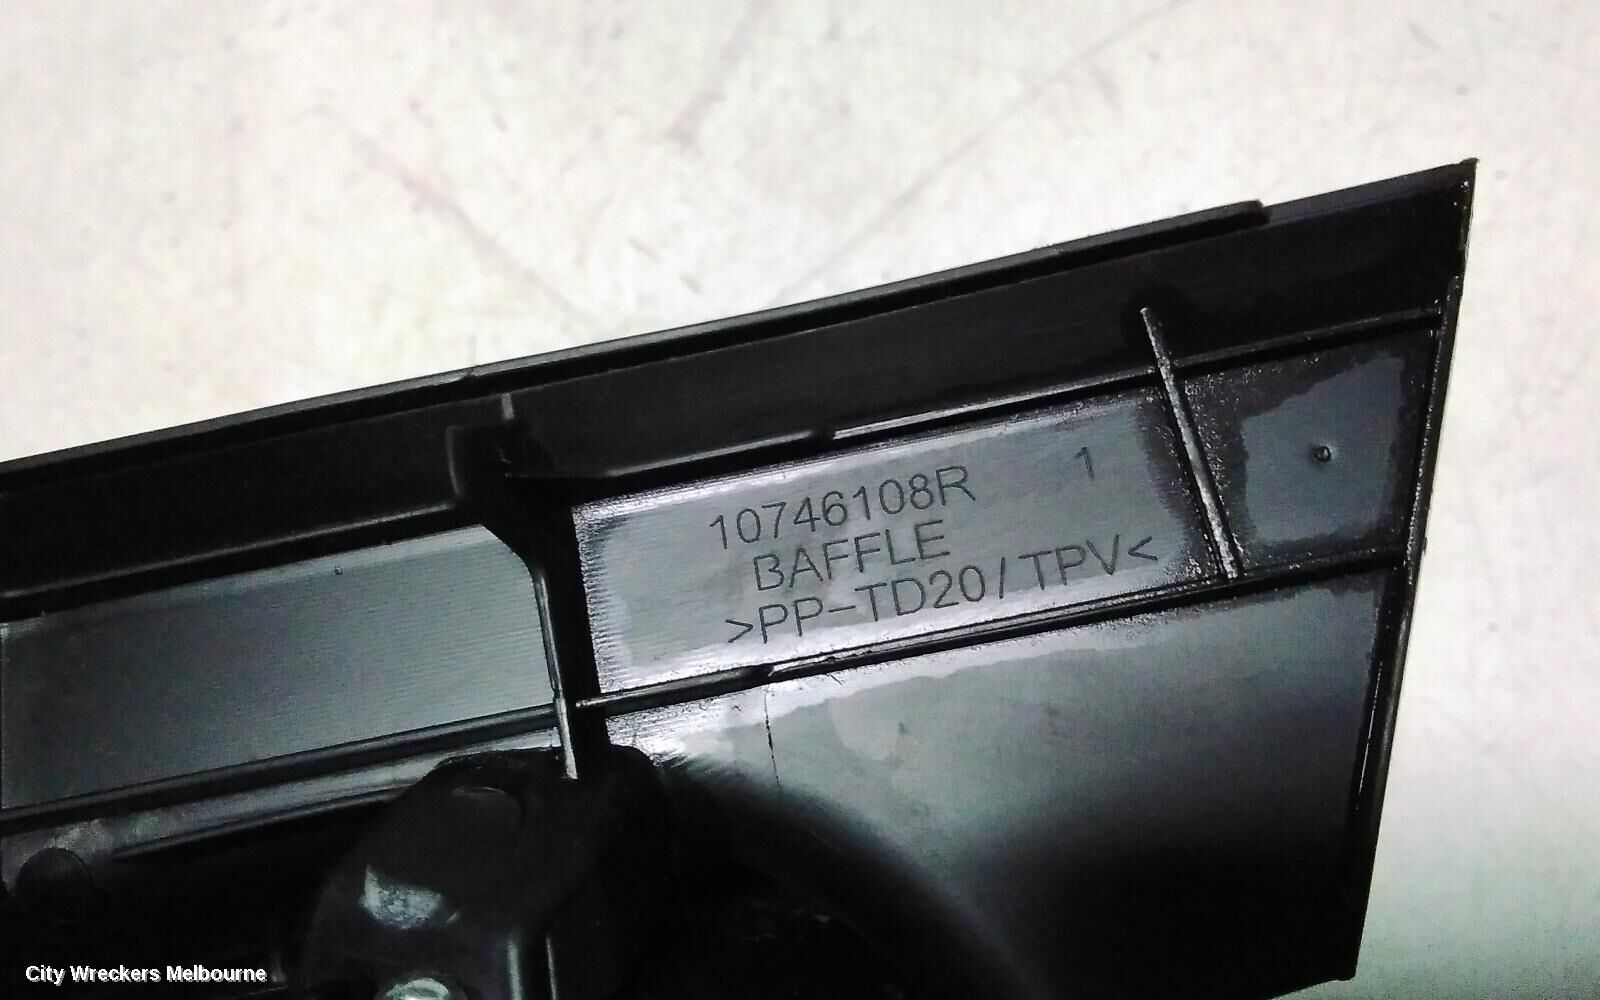 10746108R 1
BAFFLE
>PP-TD20/TPV<
City Wreckers Melbourne